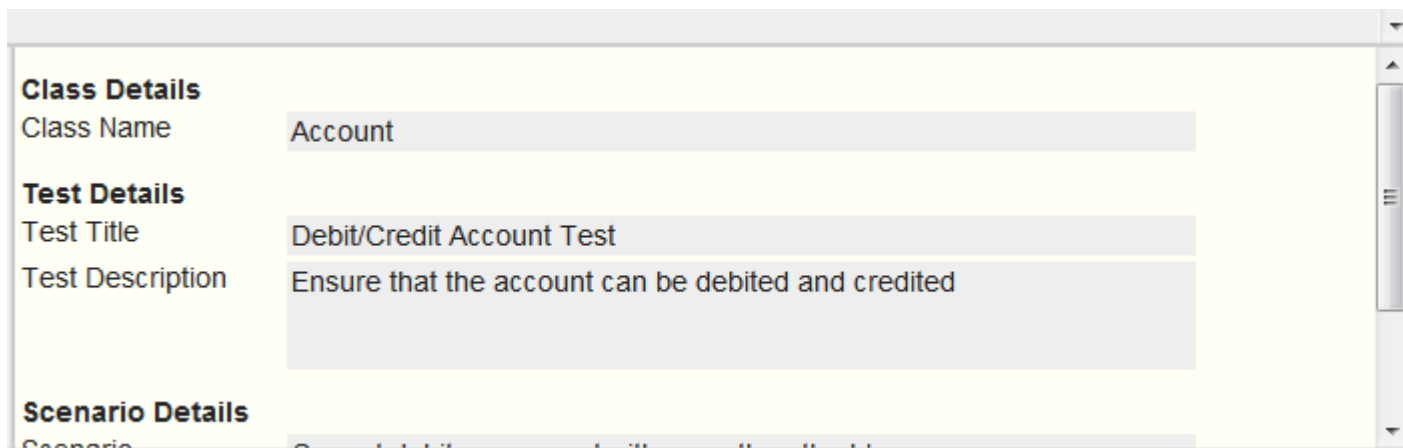 Class Details
Class Name Account
Test Details
Test Title Debit/Credit Account Test
Test Description Ensure that the account can be debited and credited
Scenario Details
Scenario